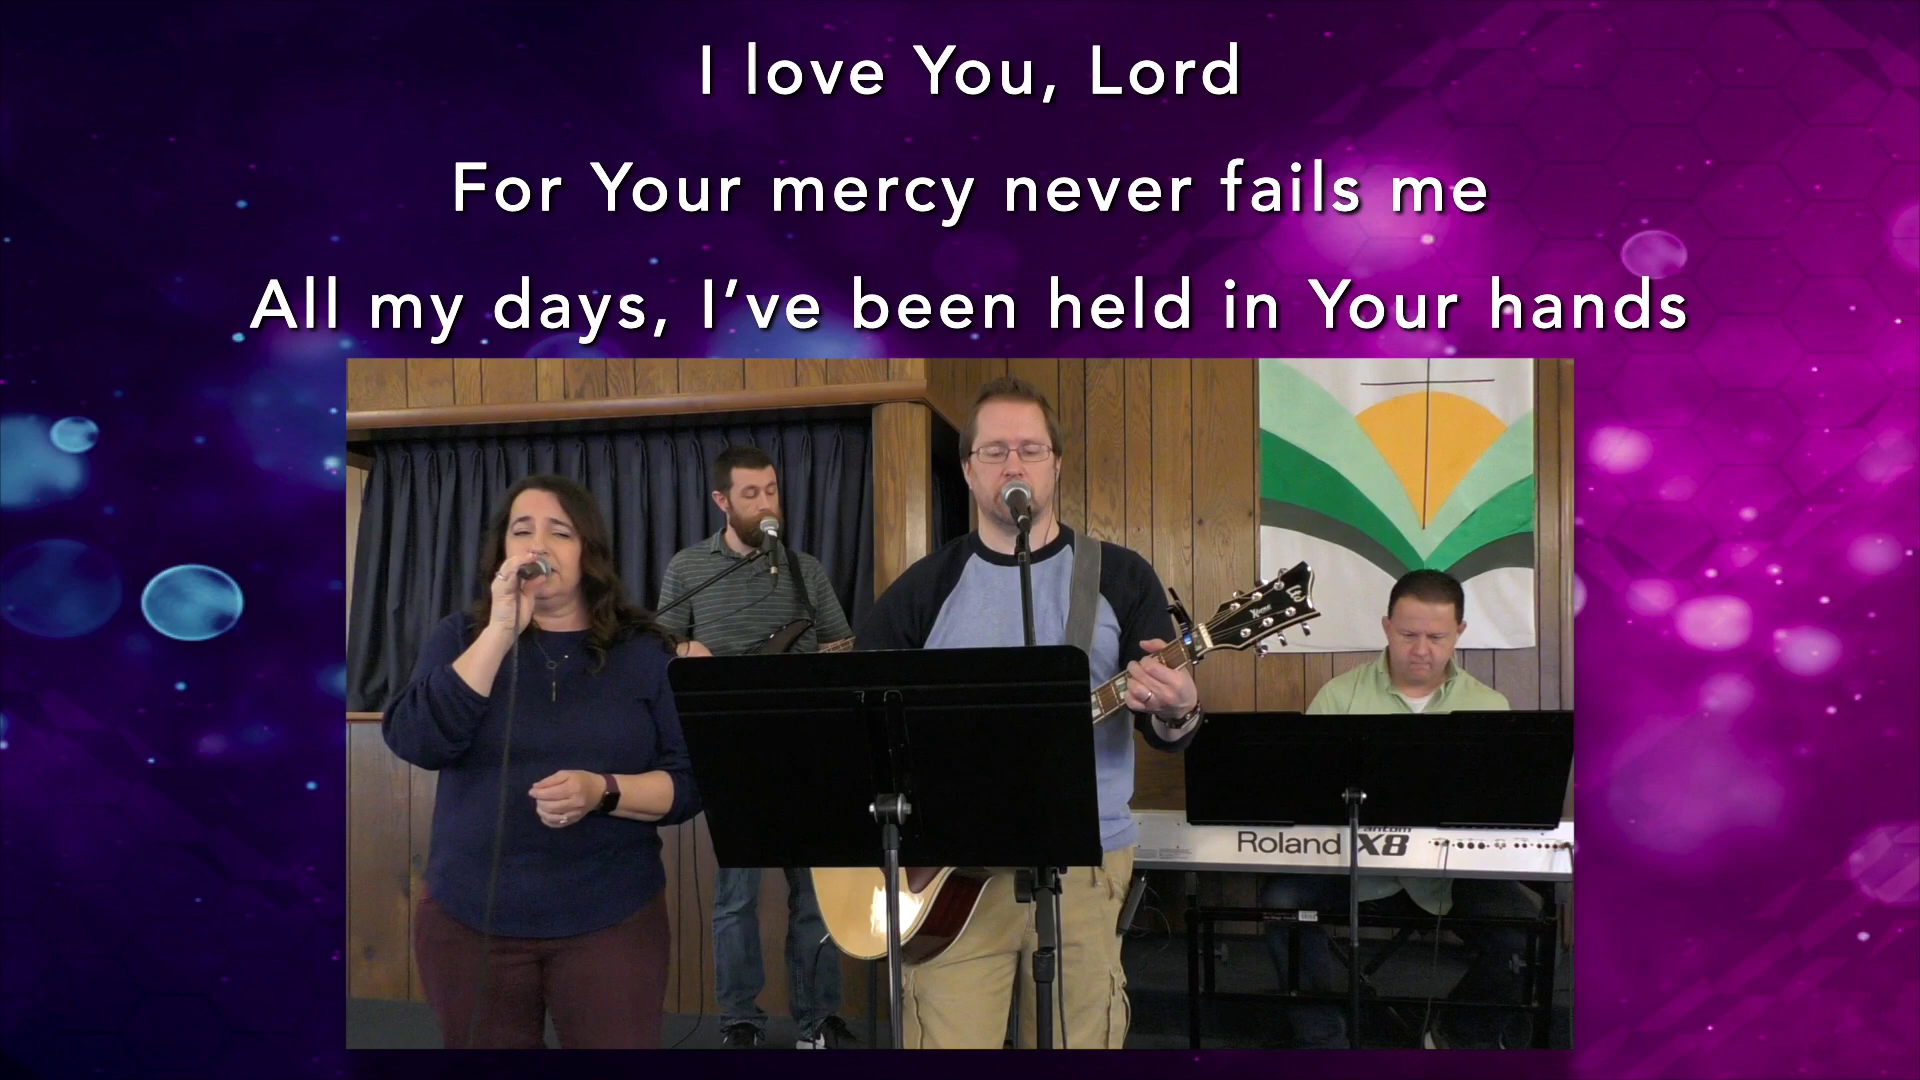 I love You, Lord
For Your mercy never fails me
All my days, I've been held in Your hands
Roland
Fantom
X8